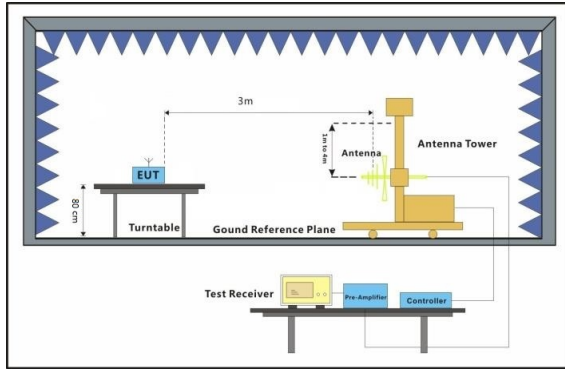 3m
1m to 4m
Antenna
Antenna Tower
EUT
80 cm
Turntable
Gound Reference Plane
Test Receiver
Pre-Amplifier
Controller